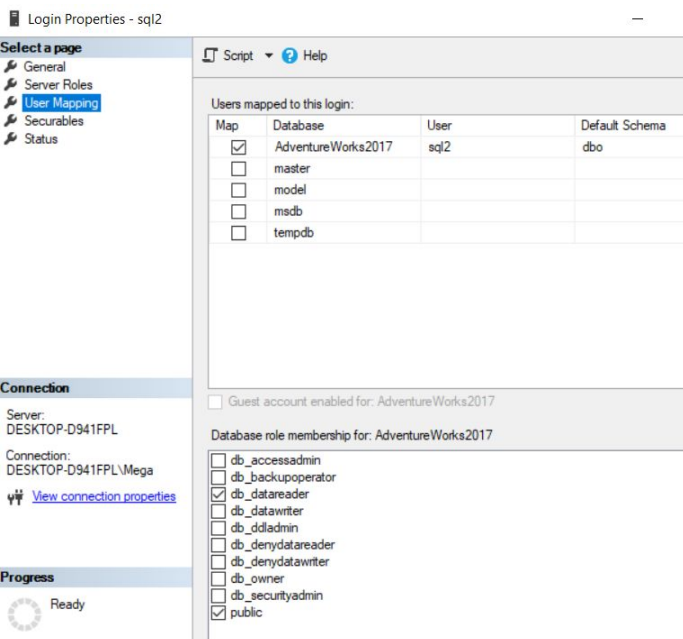 Login Properties - sql2
Select a page
General
Server Roles
User Mapping
Securables
Status
Script
Help
Users mapped to this login:
Map Database User Default Schema
AdventureWorks2017 sql2 dbo
master
model
msdb
tempdb
Guest account enabled for: AdventureWorks2017
Database role membership for: AdventureWorks2017
db_accessadmin
db_backupoperator
db_datareader
db_datawriter
db_ddladmin
db_denydatareader
db_denydatawriter
db_owner
db_securityadmin
public
Connection
Server:
DESKTOP-D941FPL
Connection:
DESKTOP-D941FPL\Mega
View connection properties
Progress
Ready